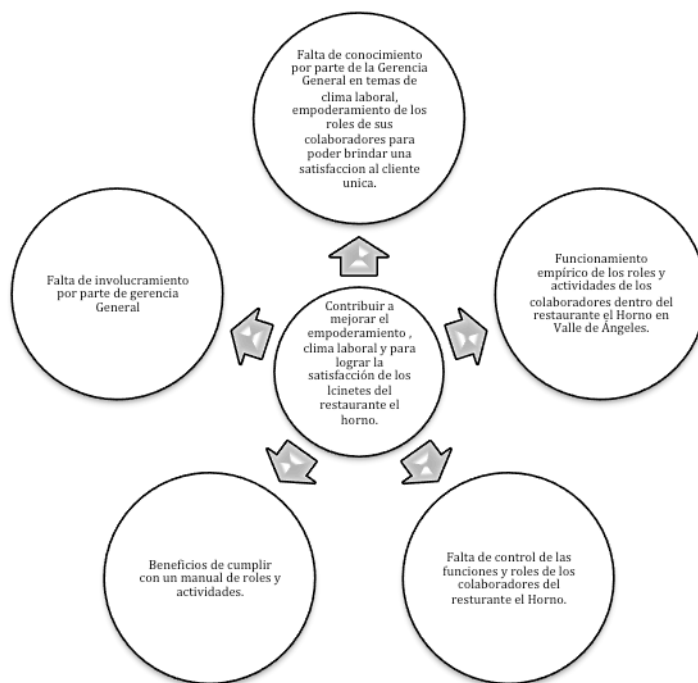 Falta de conocimiento
por parte de la Gerencia
General en temas de
clima laboral,
empoderamiento de los
roles de sus
colaboradores para
poder brindar una
satisfaccion al cliente
unica.
Funcionamiento
empírico de los roles y
actividades de los
colaboradores dentro del
restaurante el Horno en
Valle de Ángeles.
Falta de control de las
funciones y roles de los
colaboradores del
resturante el Horno.
Beneficios de cumplir
con un manual de roles y
actividades.
Falta de involucramiento
por parte de gerencia
General
Contribuir a
mejorar el
empoderamiento ,
clima laboral y para
lograr la
satisfacción de los
lcinetes del
restaurante el
horno.